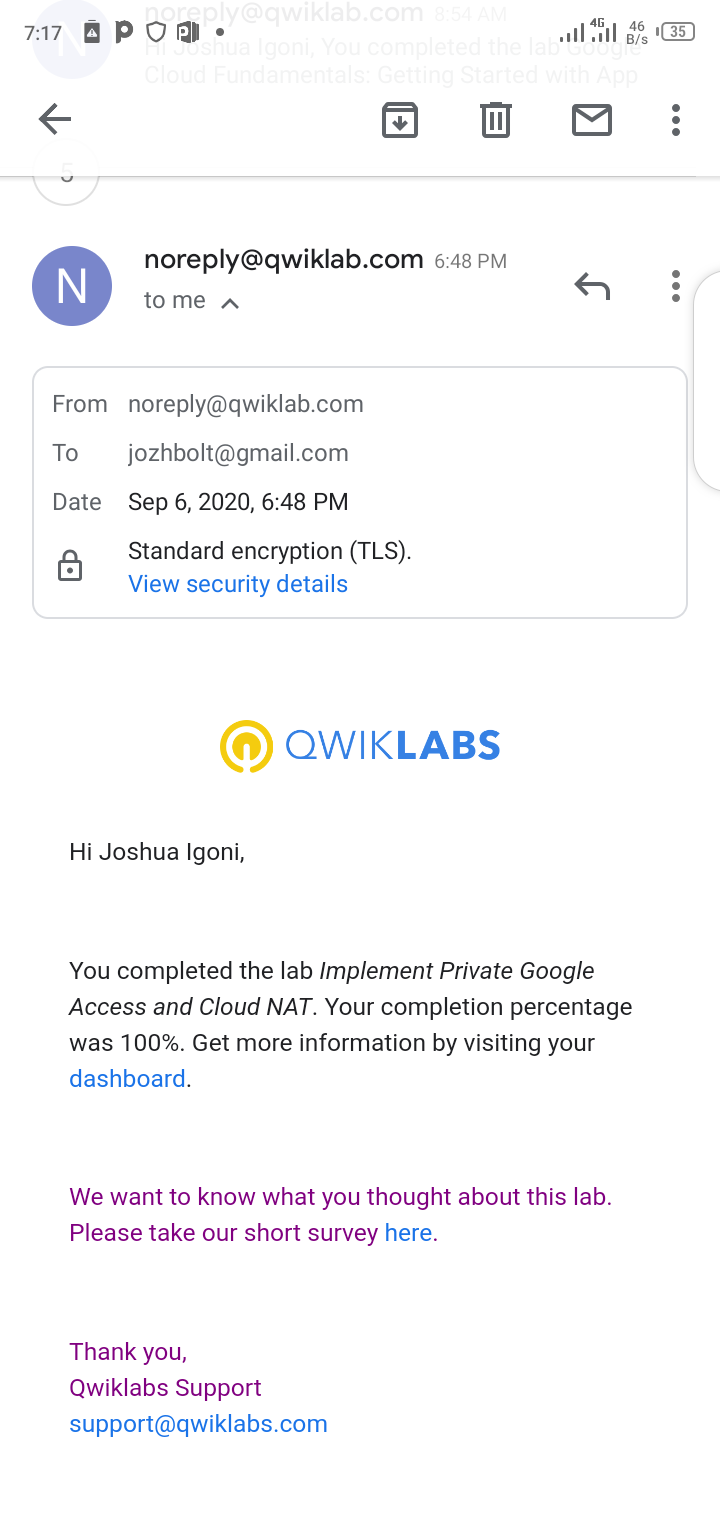 noreply@qwiklab.com 8:54 AM
7:17 4G 46 B/s 35
Hi Joshua Igoni, You completed the lab Google
Cloud Fundamentals: Getting Started with App
5
N noreply@qwiklab.com 6:48 PM
to me
From noreply@qwiklab.com
To jozhbolt@gmail.com
Date Sep 6, 2020, 6:48 PM
Standard encryption (TLS).
View security details
QWIKLABS
Hi Joshua Igoni,
You completed the lab Implement Private Google
Access and Cloud NAT. Your completion percentage
was 100%. Get more information by visiting your
dashboard.
We want to know what you thought about this lab.
Please take our short survey here.
Thank you,
Qwiklabs Support
support@qwiklabs.com